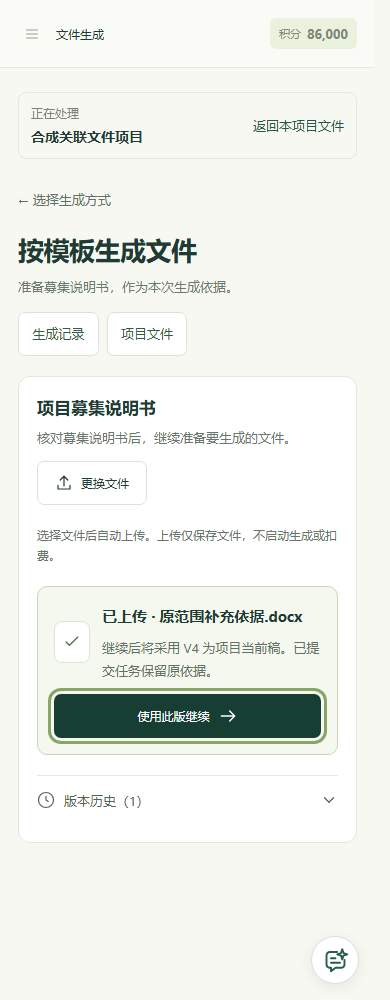 文件生成
积分 86,000
正在处理
合成关联文件项目
返回本项目文件
← 选择生成方式
按模板生成文件
准备募集说明书，作为本次生成依据。
生成记录
项目文件
项目募集说明书
核对募集说明书后，继续准备要生成的文件。
更换文件
选择文件后自动上传。上传仅保存文件，不启动生成或扣
费。
已上传 · 原范围补充依据.docx
继续后将采用 V4 为项目当前稿。已提
交任务保留原依据。
使用此版继续 →
版本历史（1）